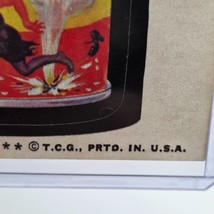 ** © T.C.G., PRTD. IN U.S.A.